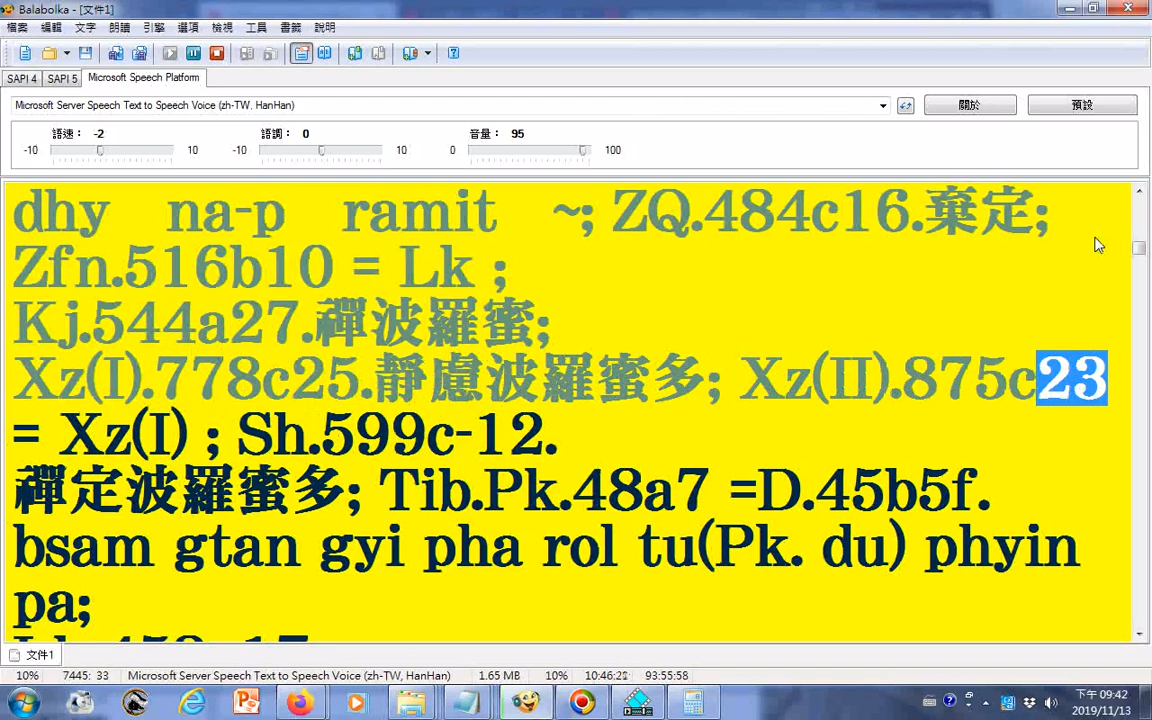 Balabolka - [文件1]
檔案 編輯 文字 朗讀 引擎 選項 檢視 工具 書籤 說明
SAPI 4 SAPI 5 Microsoft Speech Platform
Microsoft Server Speech Text to Speech Voice (zh-TW, HanHan) 關於 預設
語速： -2 語調： 0 音量： 95
-10 10 -10 10 0 100
dhy na-p ramit ~; ZQ.484c16.棄定;
Zfn.516b10 = Lk ;
Kj.544a27.禪波羅蜜;
Xz(I).778c25.靜慮波羅蜜多; Xz(II).875c23
= Xz(I) ; Sh.599c-12.
禪定波羅蜜多; Tib.Pk.48a7 =D.45b5f.
bsam gtan gyi pha rol tu(Pk. du) phyin
pa;
文件1
10% 7445: 33 Microsoft Server Speech Text to Speech Voice (zh-TW, HanHan) 1.65 MB 10% 10:46:21 93:55:58
下午 09:42
2019/11/13